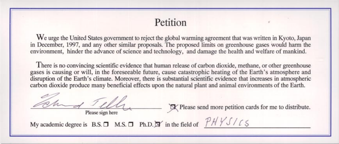 Petition
We urge the United States government to reject the global warming agreement that was written in Kyoto, Japan
in December, 1997, and any other similar proposals. The proposed limits on greenhouse gases would harm the
environment, hinder the advance of science and technology, and damage the health and welfare of mankind.
There is no convincing scientific evidence that human release of carbon dioxide, methane, or other greenhouse
gases is causing or will, in the foreseeable future, cause catastrophic heating of the Earth's atmosphere and
disruption of the Earth's climate. Moreover, there is substantial scientific evidence that increases in atmospheric
carbon dioxide produce many beneficial effects upon the natural plant and animal environments of the Earth.
Edward Teller
Please sign here
Please send more petition cards for me to distribute.
My academic degree is B.S. M.S. Ph.D. in the field of PHYSICS